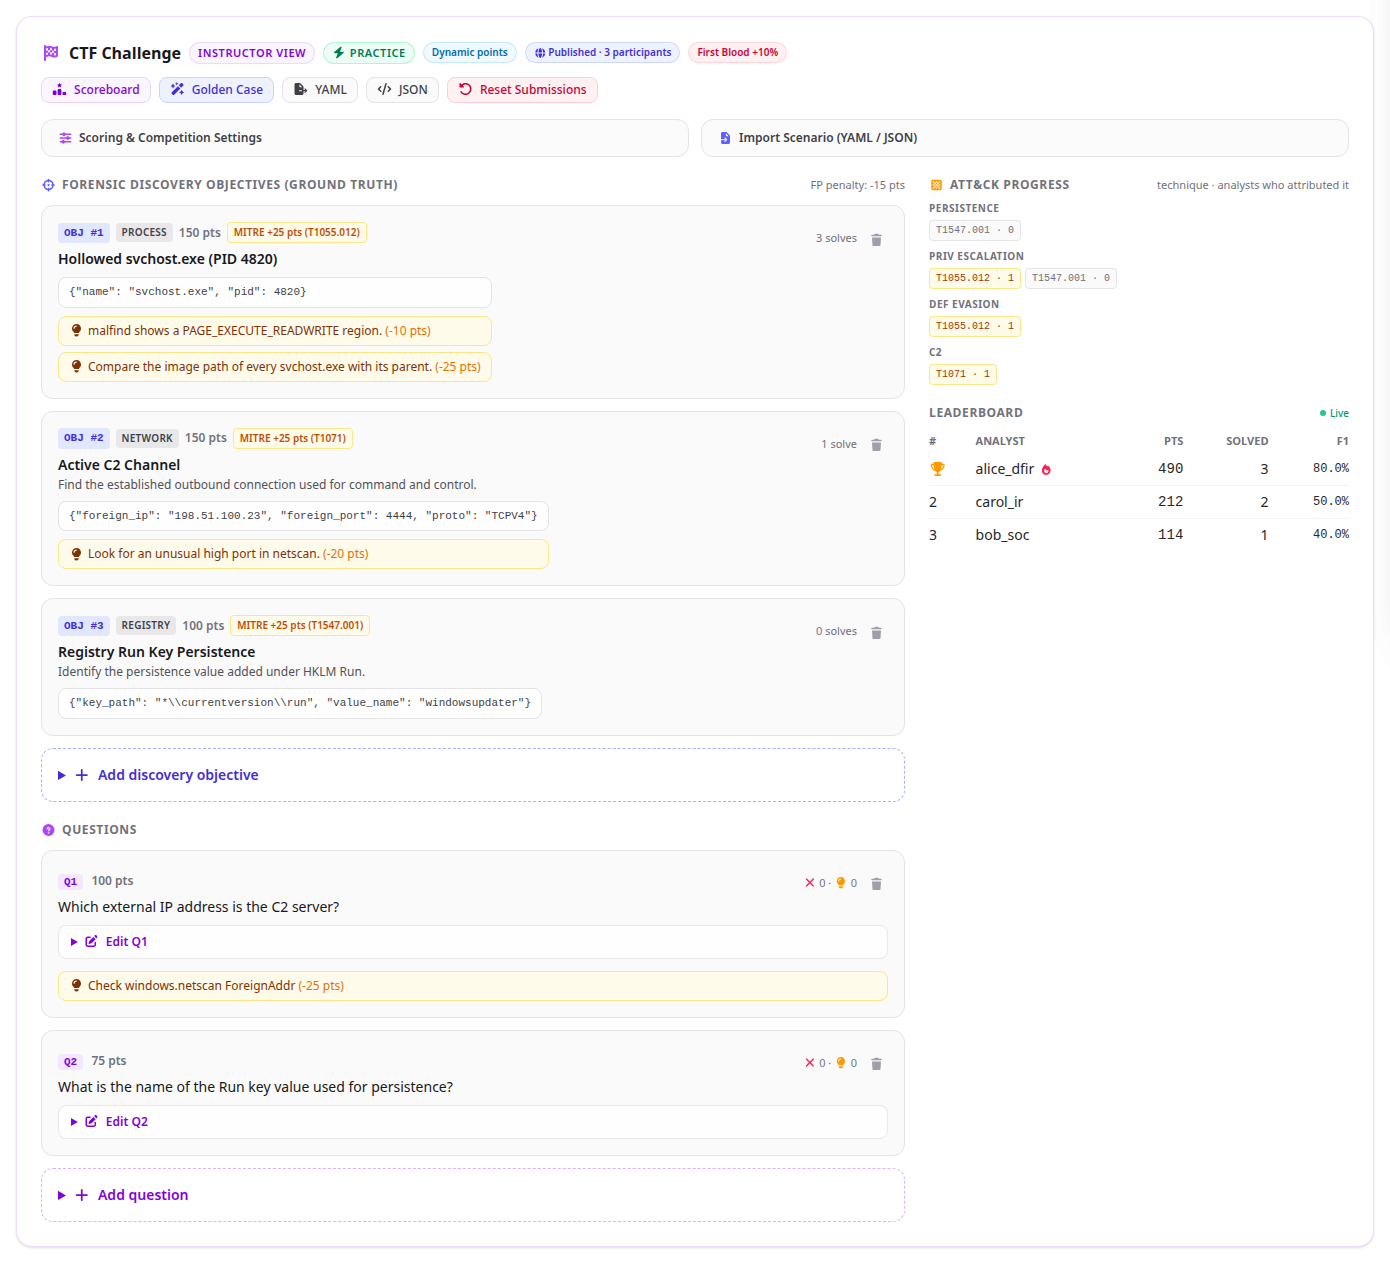 CTF Challenge INSTRUCTOR VIEW PRACTICE Dynamic points Published · 3 participants First Blood +10%
Scoreboard Golden Case YAML JSON Reset Submissions
Scoring & Competition Settings
Import Scenario (YAML / JSON)
FORENSIC DISCOVERY OBJECTIVES (GROUND TRUTH) FP penalty: -15 pts
OBJ #1 PROCESS 150 pts MITRE +25 pts (T1055.012) 3 solves
Hollowed svchost.exe (PID 4820)
{"name": "svchost.exe", "pid": 4820}
malfind shows a PAGE_EXECUTE_READWRITE region. (-10 pts)
Compare the image path of every svchost.exe with its parent. (-25 pts)
OBJ #2 NETWORK 150 pts MITRE +25 pts (T1071) 1 solve
Active C2 Channel
Find the established outbound connection used for command and control.
{"foreign_ip": "198.51.100.23", "foreign_port": 4444, "proto": "TCPV4"}
Look for an unusual high port in netscan. (-20 pts)
OBJ #3 REGISTRY 100 pts MITRE +25 pts (T1547.001) 0 solves
Registry Run Key Persistence
Identify the persistence value added under HKLM Run.
{"key_path": "*\\currentversion\\run", "value_name": "windowsupdater"}
Add discovery objective
QUESTIONS
Q1 100 pts 0 · 0
Which external IP address is the C2 server?
Edit Q1
Check windows.netscan ForeignAddr (-25 pts)
Q2 75 pts 0 · 0
What is the name of the Run key value used for persistence?
Edit Q2
Add question
ATT&CK PROGRESS technique · analysts who attributed it
PERSISTENCE
T1547.001 · 0
PRIV ESCALATION
T1055.012 · 1 T1547.001 · 0
DEF EVASION
T1055.012 · 1
C2
T1071 · 1
LEADERBOARD Live
# ANALYST PTS SOLVED F1
alice_dfir 490 3 80.0%
2 carol_ir 212 2 50.0%
3 bob_soc 114 1 40.0%